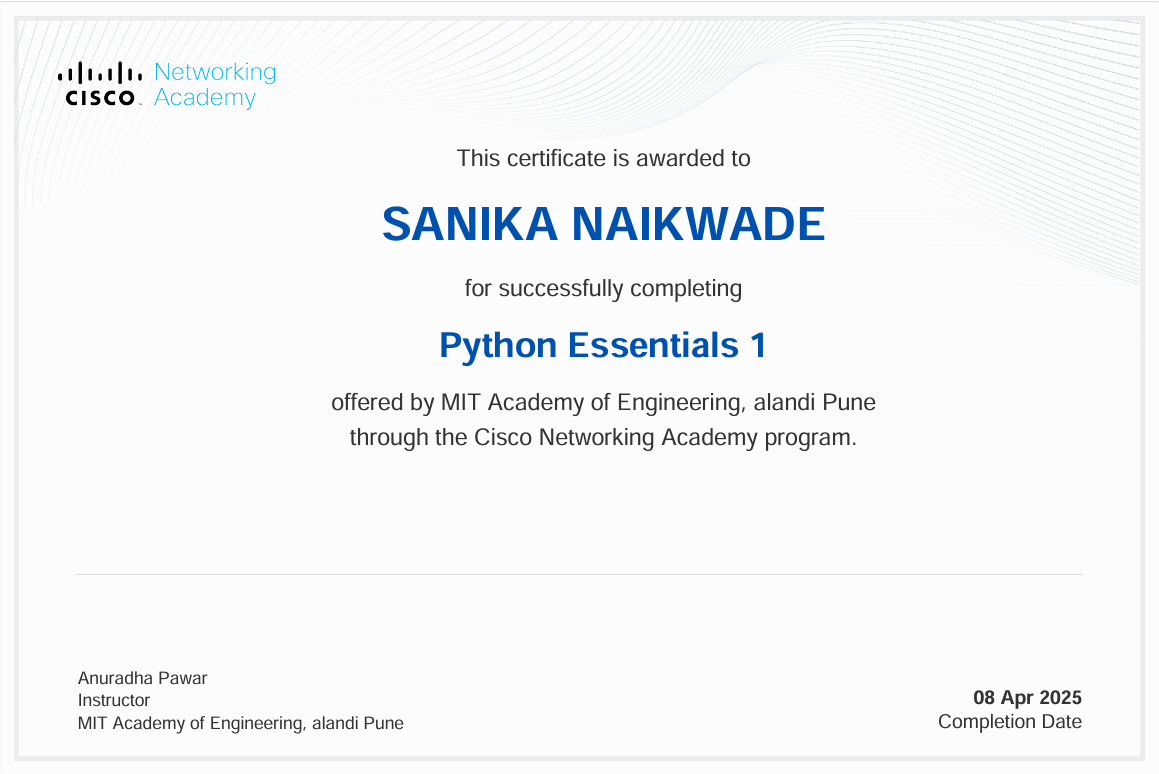 Networking
CISCO Academy
This certificate is awarded to
SANIKA NAIKWADE
for successfully completing
Python Essentials 1
offered by MIT Academy of Engineering, alandi Pune
through the Cisco Networking Academy program.
Anuradha Pawar
Instructor
MIT Academy of Engineering, alandi Pune
08 Apr 2025
Completion Date